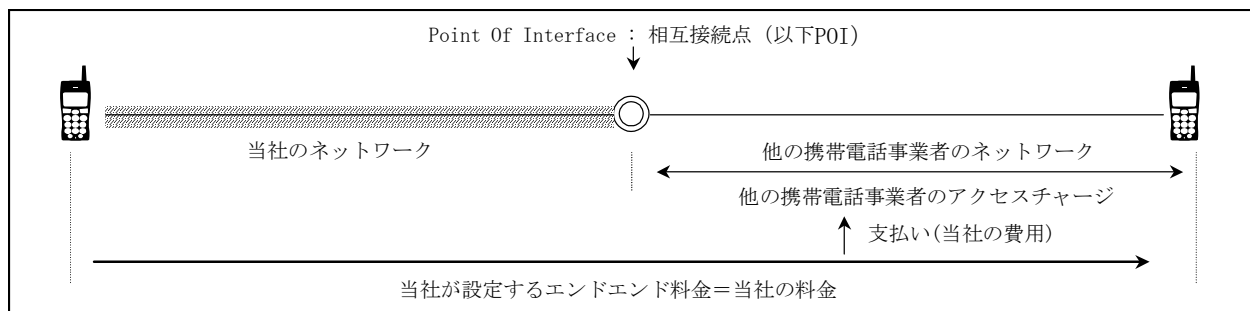 Point Of Interface : 相互接続点 (以下POI)
当社のネットワーク
他の携帯電話事業者のネットワーク
他の携帯電話事業者のアクセスチャージ
支払い(当社の費用)
当社が設定するエンドエンド料金=当社の料金